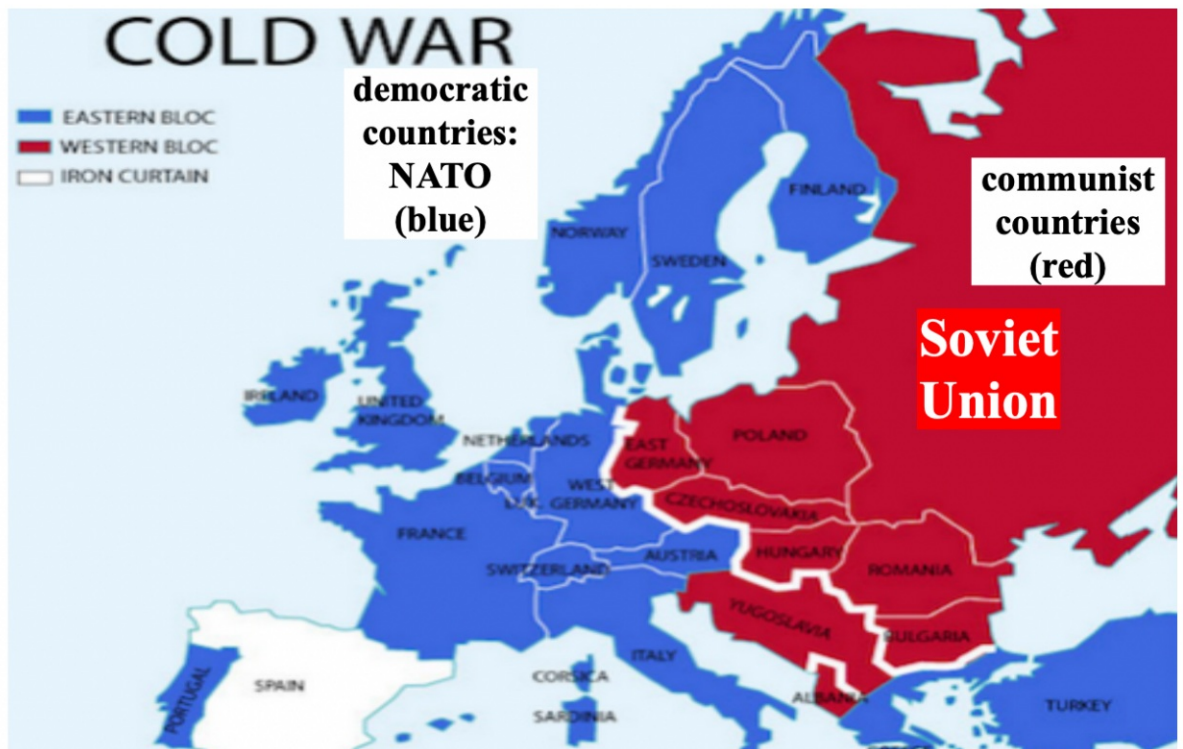 COLD WAR
democratic
countries:
NATO
(blue)
EASTERN BLOC
WESTERN BLOC
IRON CURTAIN
communist
countries
(red)
Soviet
Union
FINLAND
NORWAY
SWEDEN
IRELAND
UNITED
KINGDOM
NETHERLANDS
BELGIUM
LUX.
WEST
GERMANY
EAST
GERMANY
POLAND
CZECHOSLOVAKIA
FRANCE
SWITZERLAND
AUSTRIA
HUNGARY
ROMANIA
YUGOSLAVIA
BULGARIA
ITALY
CORSICA
SARDINIA
ALBANIA
SPAIN
PORTUGAL
TURKEY